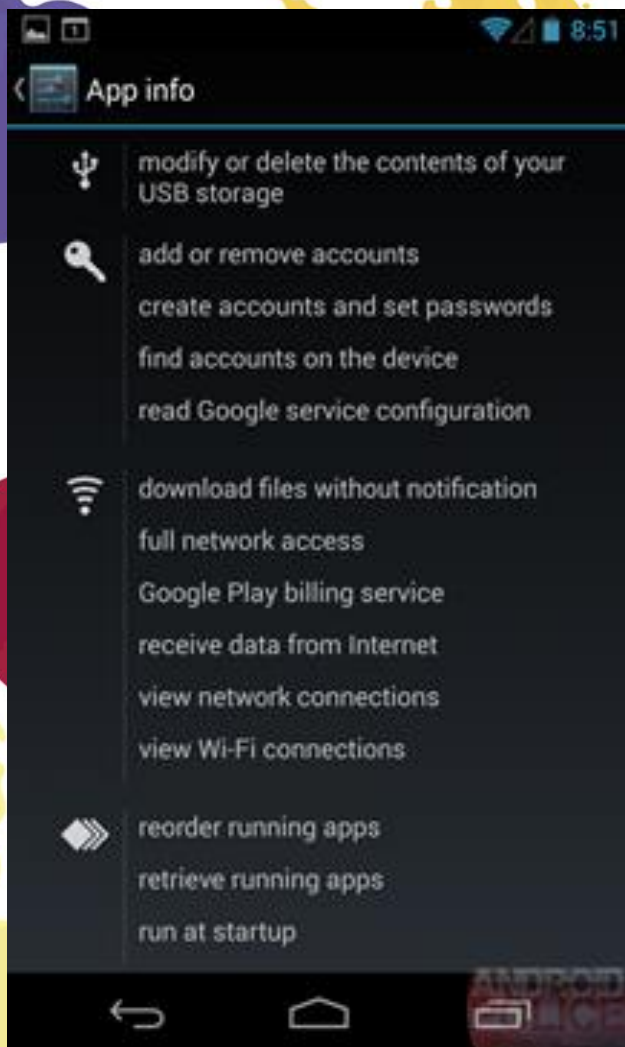 1
8:51
App info
modify or delete the contents of your
USB storage
add or remove accounts
create accounts and set passwords
find accounts on the device
read Google service configuration
download files without notification
full network access
Google Play billing service
receive data from Internet
view network connections
view Wi-Fi connections
reorder running apps
retrieve running apps
run at startup
ANDROID
POLICE